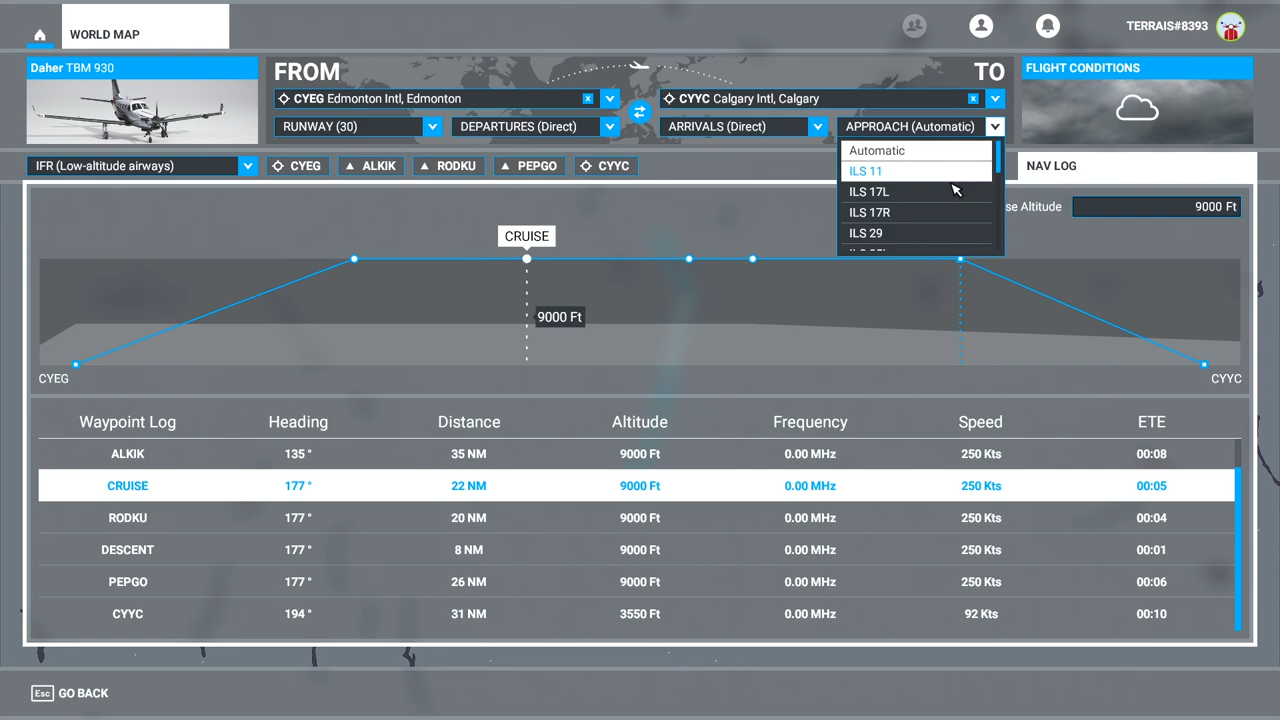 WORLD MAP
TERRAIS#8393
Daher TBM 930
FROM
TO
CYEG Edmonton Intl, Edmonton
x
CYYC Calgary Intl, Calgary
x
RUNWAY (30)
DEPARTURES (Direct)
ARRIVALS (Direct)
APPROACH (Automatic)
FLIGHT CONDITIONS
Automatic
ILS 11
ILS 17L
ILS 17R
ILS 29
IFR (Low-altitude airways)
CYEG
ALKIK
RODKU
PEPGO
CYYC
NAV LOG
se Altitude
9000 Ft
CRUISE
9000 Ft
CYEG
CYYC
Waypoint Log Heading Distance Altitude Frequency Speed ETE
ALKIK 135 ° 35 NM 9000 Ft 0.00 MHz 250 Kts 00:08
CRUISE 177 ° 22 NM 9000 Ft 0.00 MHz 250 Kts 00:05
RODKU 177 ° 20 NM 9000 Ft 0.00 MHz 250 Kts 00:04
DESCENT 177 ° 8 NM 9000 Ft 0.00 MHz 250 Kts 00:01
PEPGO 177 ° 26 NM 9000 Ft 0.00 MHz 250 Kts 00:06
CYYC 194 ° 31 NM 3550 Ft 0.00 MHz 92 Kts 00:10
Esc GO BACK